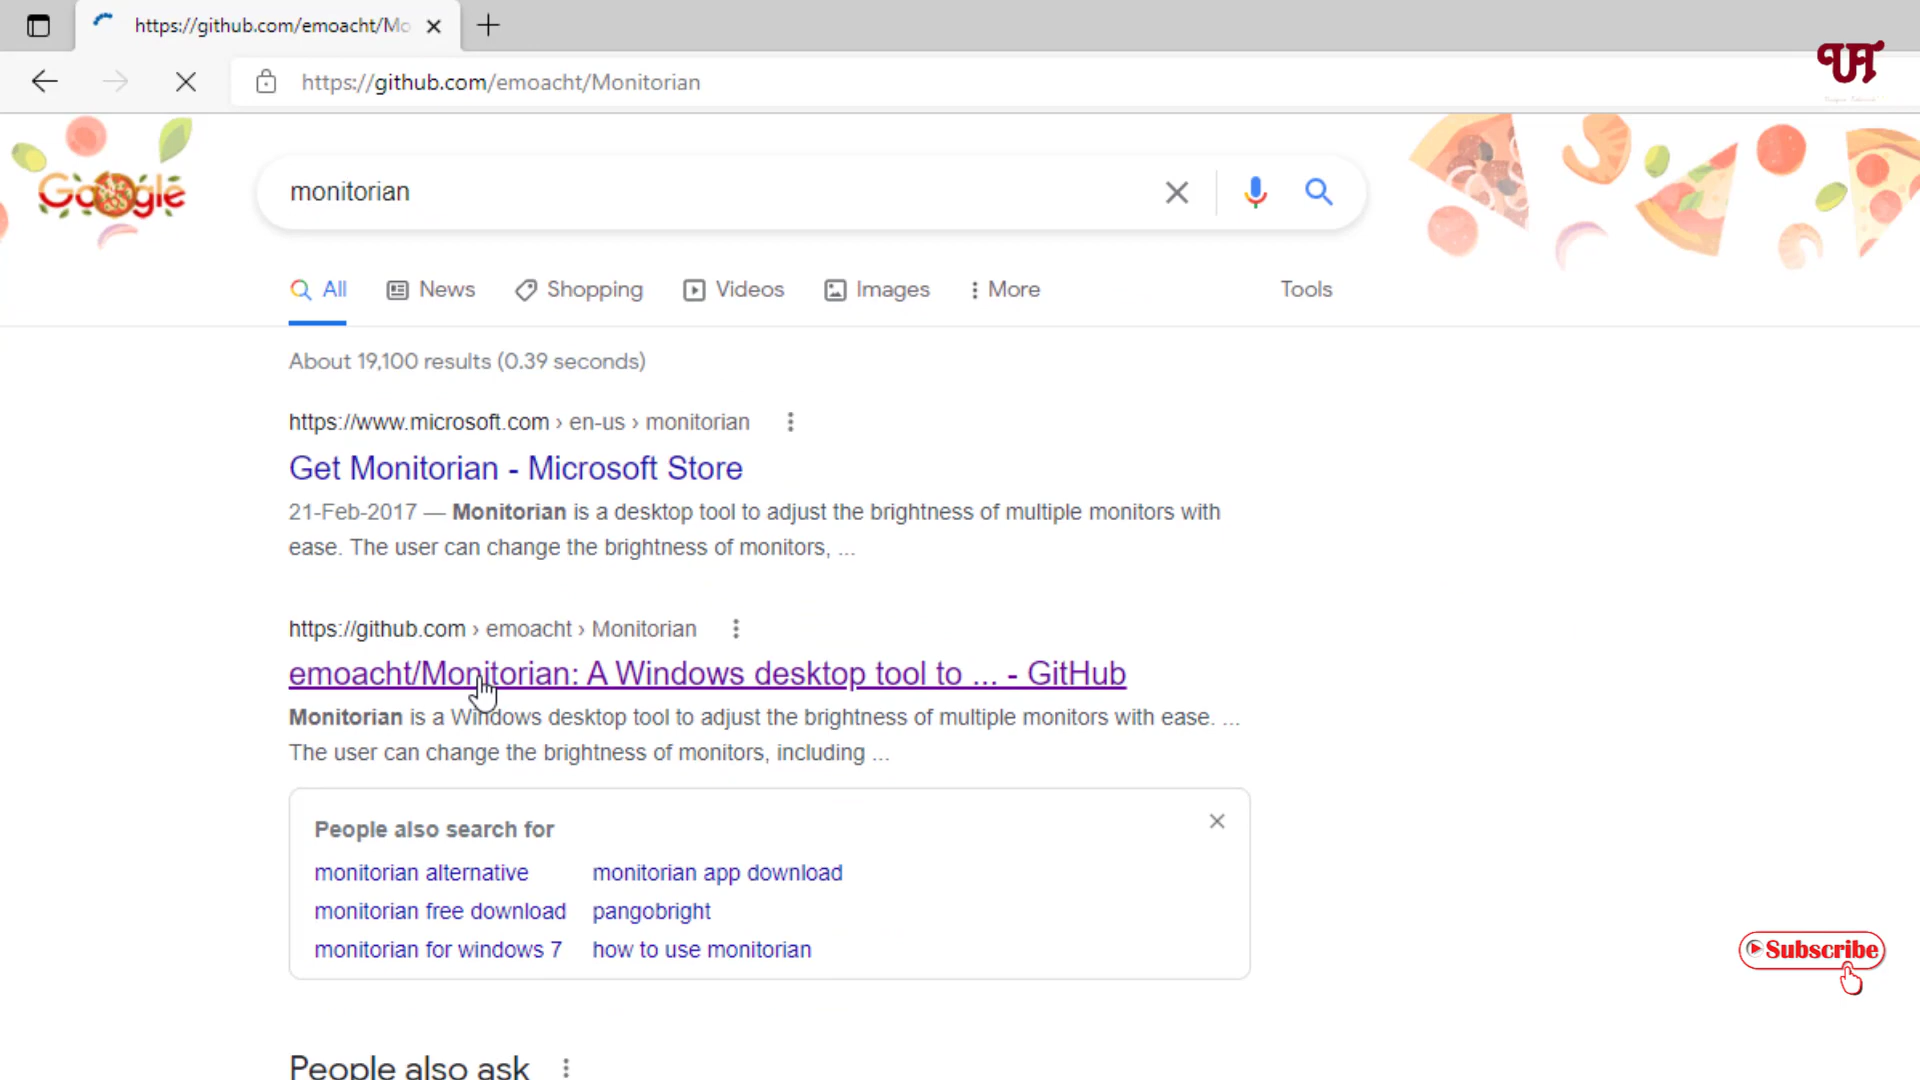 https://github.com/emoacht/Mo
https://github.com/emoacht/Monitorian
UA
Google
monitorian
All
News
Shopping
Videos
Images
More
Tools
About 19,100 results (0.39 seconds)
https://www.microsoft.com › en-us › monitorian
Get Monitorian - Microsoft Store
21-Feb-2017 — Monitorian is a desktop tool to adjust the brightness of multiple monitors with
ease. The user can change the brightness of monitors, ...
https://github.com › emoacht › Monitorian
emoacht/Monitorian: A Windows desktop tool to ... - GitHub
Monitorian is a Windows desktop tool to adjust the brightness of multiple monitors with ease. ...
The user can change the brightness of monitors, including ...
People also search for
monitorian alternative
monitorian app download
monitorian free download
pangobright
monitorian for windows 7
how to use monitorian
Subscribe
People also ask